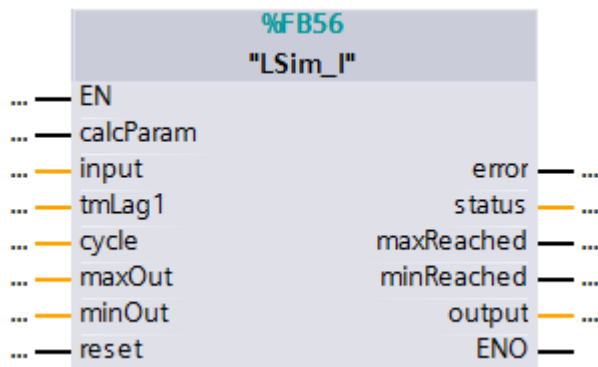 %FB56
"LSim_I"
... EN
... calcParam
... input error ...
... tmLag1 status ...
... cycle maxReached ...
... maxOut minReached ...
... minOut output ...
... reset ENO